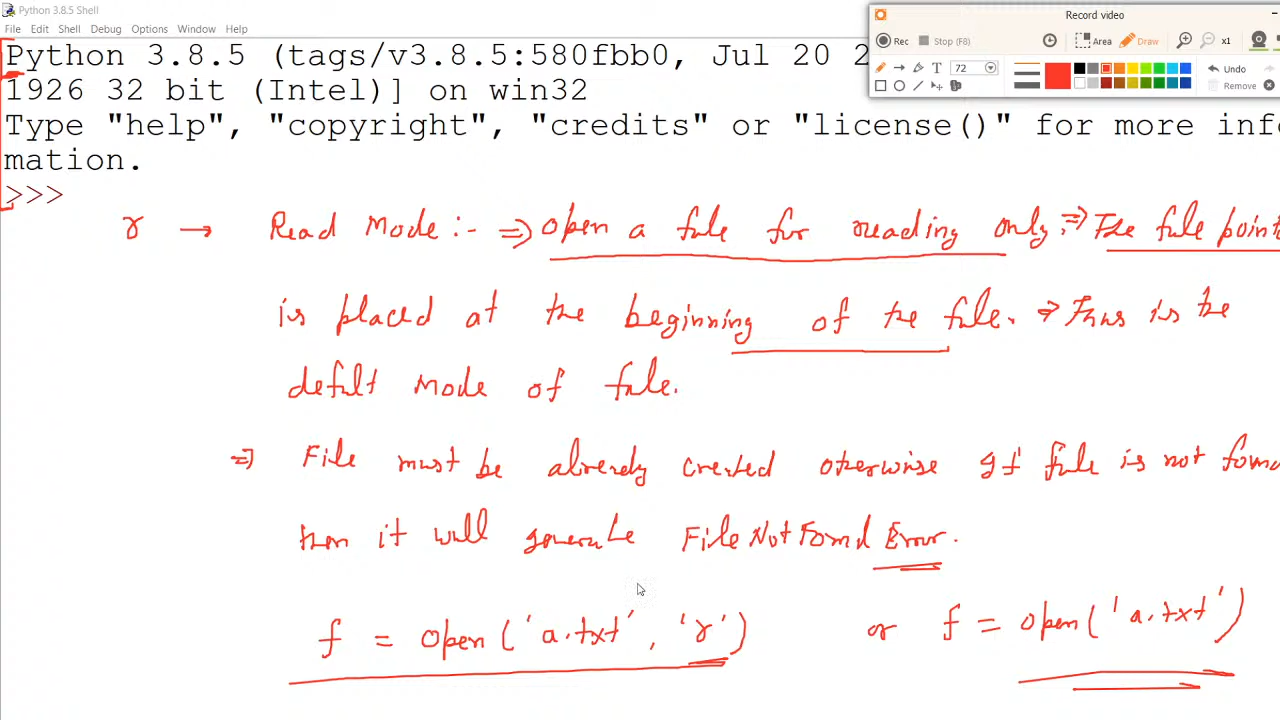 Python 3.8.5 Shell
File Edit Shell Debug Options Window Help
Record video
Rec Stop (F8) Area Draw x1
T 72 Undo
Remove
Python 3.8.5 (tags/v3.8.5:580fbb0, Jul 20 2
1926 32 bit (Intel)] on win32
Type "help", "copyright", "credits" or "license()" for more info
mation.
>>>
r → Read Mode :- ⇒ open a file for reading only. ⇒ The file point
is placed at the beginning of the file. ⇒ This is the
defult mode of file.
⇒ File must be already created otherwise If file is not found
then it will generate FileNotFound Error.
f = open('a.txt', 'r') or f = open('a.txt')